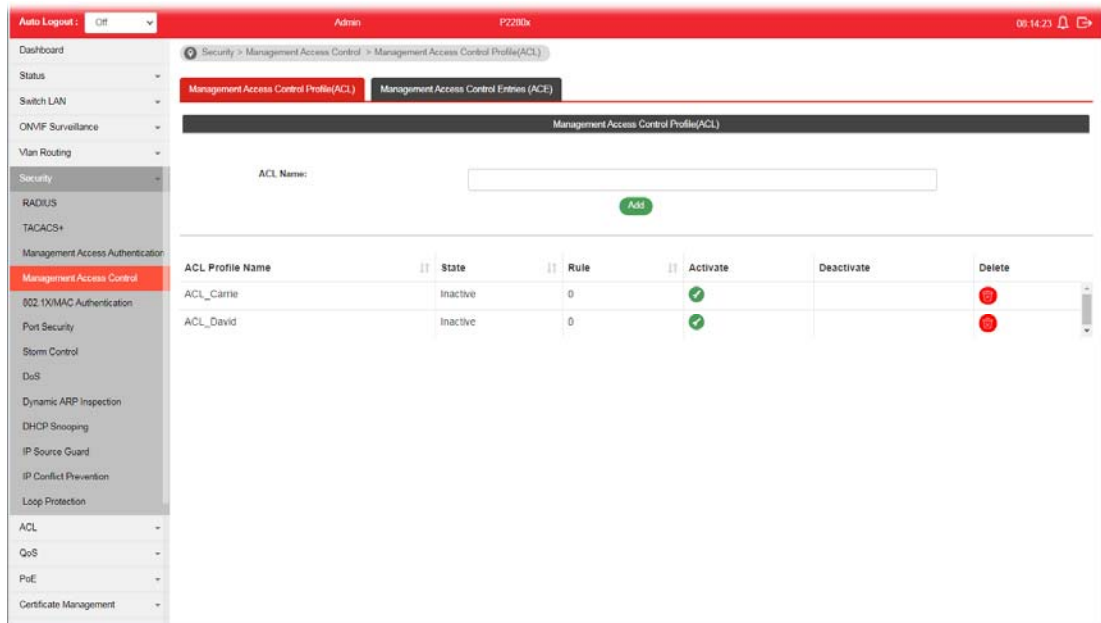 Auto Logout : Off Admin P2280x 08:14:23
Dashboard
Status
Switch LAN
ONVIF Surveillance
Vlan Routing
Security
RADIUS
TACACS+
Management Access Authentication
Management Access Control
802.1X/MAC Authentication
Port Security
Storm Control
DoS
Dynamic ARP Inspection
DHCP Snooping
IP Source Guard
IP Conflict Prevention
Loop Protection
ACL
QoS
PoE
Certificate Management
Security > Management Access Control > Management Access Control Profile(ACL)
Management Access Control Profile(ACL) Management Access Control Entries (ACE)
Management Access Control Profile(ACL)
ACL Name:
Add
ACL Profile Name State Rule Activate Deactivate Delete
ACL_Carrie Inactive 0
ACL_David Inactive 0